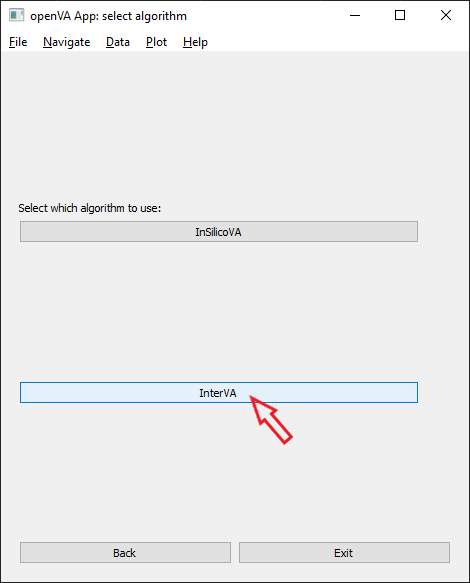 openVA App: select algorithm
File Navigate Data Plot Help
Select which algorithm to use:
InSilicoVA
InterVA
Back Exit